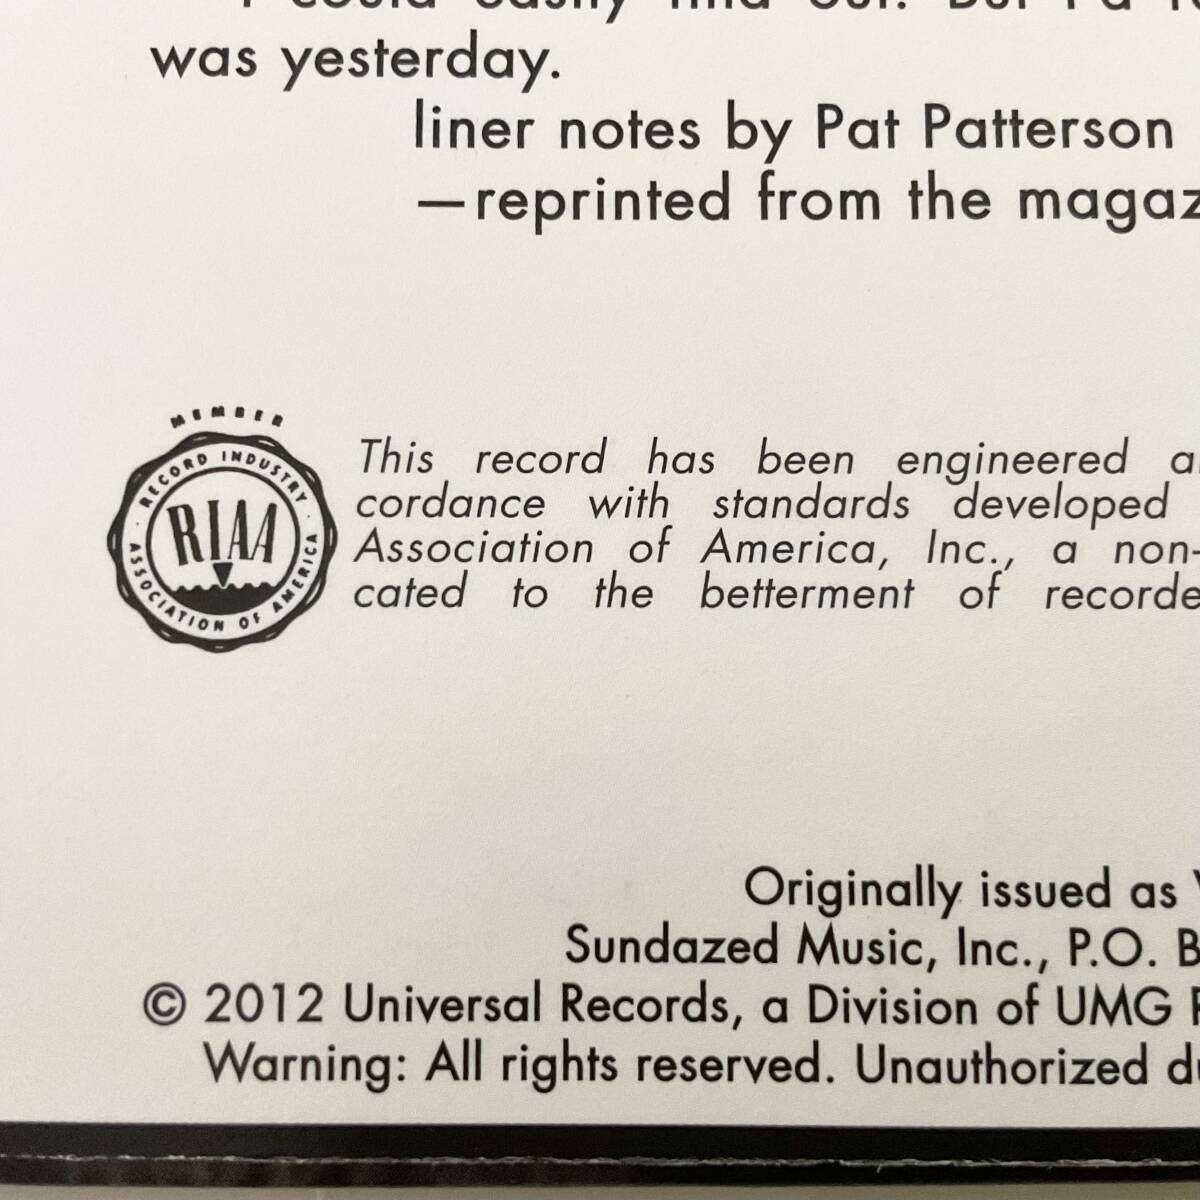 was yesterday.
liner notes by Pat Patterson
—reprinted from the
MEMBER
RECORD INDUSTRY · ASSOCIATION OF AMERICA ·
RIAA
This record has been engineered
cordance with standards developed
Association of America, Inc., a non-
cated to the betterment of
Originally issued as
Sundazed Music, Inc., P.O. B
© 2012 Universal Records, a Division of UMG
Warning: All rights reserved. Unauthorized